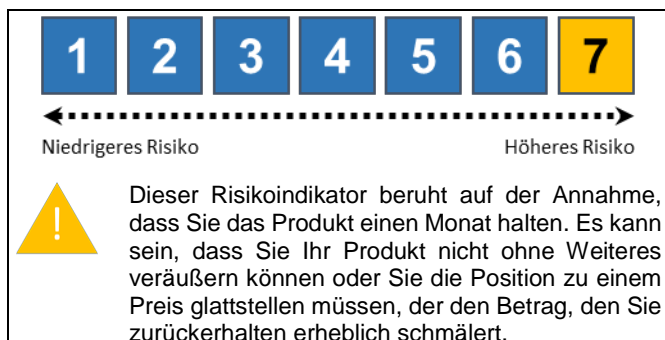 1 2 3 4 5 6 7
Niedrigeres Risiko Höheres Risiko
!
Dieser Risikoindikator beruht auf der Annahme,
dass Sie das Produkt einen Monat halten. Es kann
sein, dass Sie Ihr Produkt nicht ohne Weiteres
veräußern können oder Sie die Position zu einem
Preis glattstellen müssen, der den Betrag, den Sie
zurückerhalten erheblich schmälert.